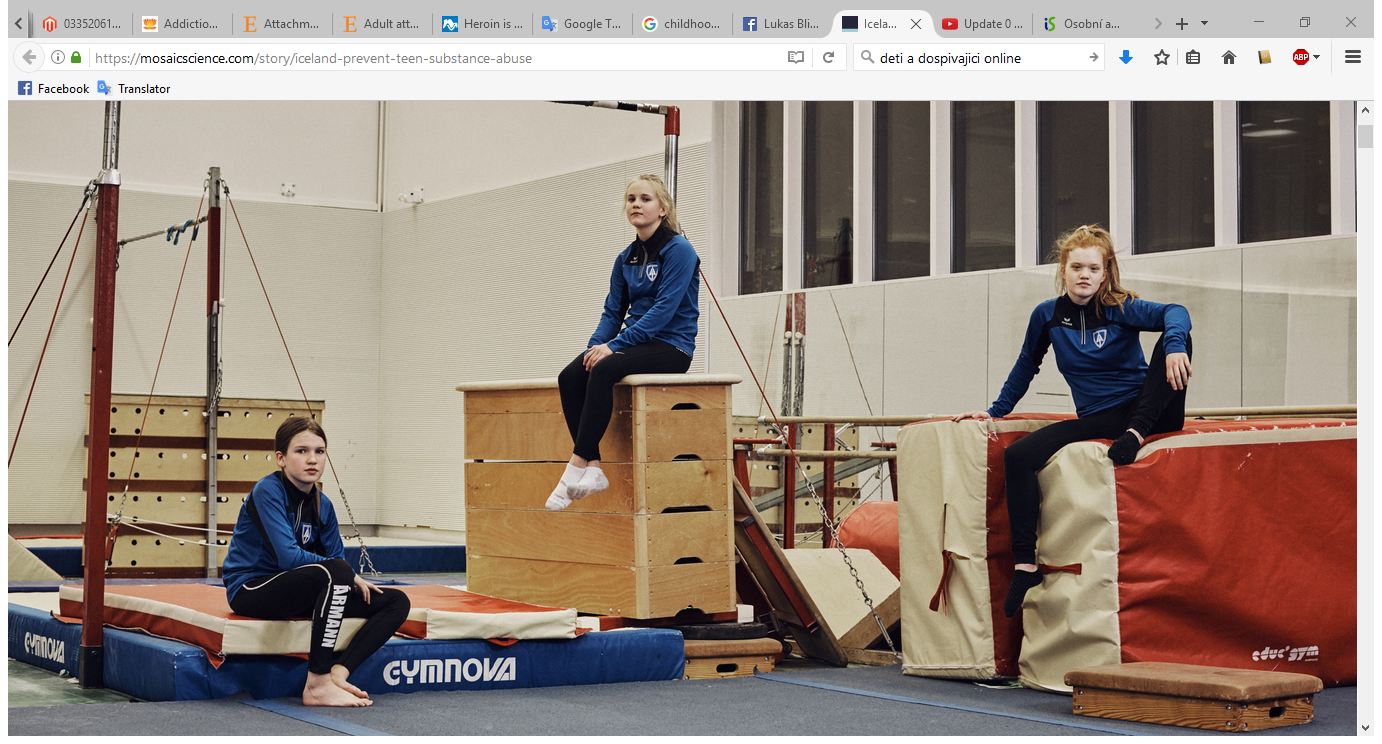 03352061...
Addictio...
Attachm...
Adult att...
Heroin is ...
Google T...
childhoo...
Lukas Bli...
Icela...
Update 0 ...
Osobní a...
https://mosaicscience.com/story/iceland-prevent-teen-substance-abuse
deti a dospivajici online
ABP
Facebook
Translator
ARMANN
GYMNOVA
GYMNOVA
educ'gym